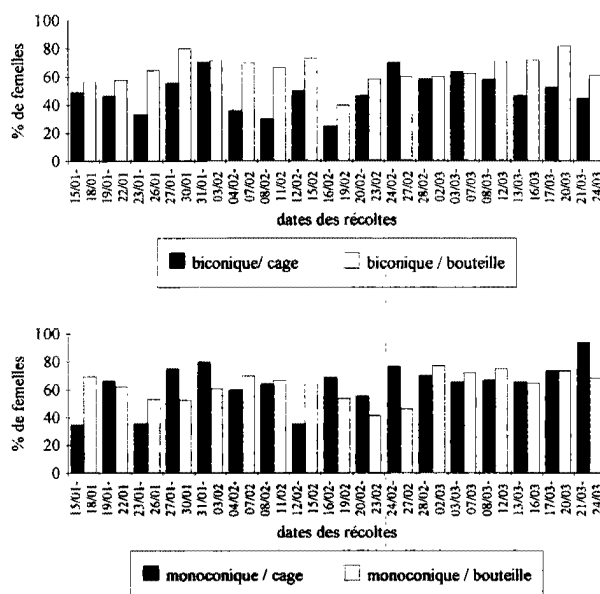 100
80
60
40
20
0
% de femelles
15/01- 18/01 19/01- 22/01 23/01- 26/01 27/01- 30/01 31/01- 03/02 04/02- 07/02 08/02- 11/02 12/02- 15/02 16/02- 19/02 20/02- 23/02 24/02- 27/02 28/02- 02/03 03/03- 07/03 08/03- 12/03 13/03- 16/03 17/03- 20/03 21/03- 24/03
dates des récoltes
biconique/ cage biconique / bouteille
100
80
60
40
20
0
% de femelles
15/01- 18/01 19/01- 22/01 23/01- 26/01 27/01- 30/01 31/01- 03/02 04/02- 07/02 08/02- 11/02 12/02- 15/02 16/02- 19/02 20/02- 23/02 24/02- 27/02 28/02- 02/03 03/03- 07/03 08/03- 12/03 13/03- 16/03 17/03- 20/03 21/03- 24/03
dates des récoltes
monoconique / cage monoconique / bouteille